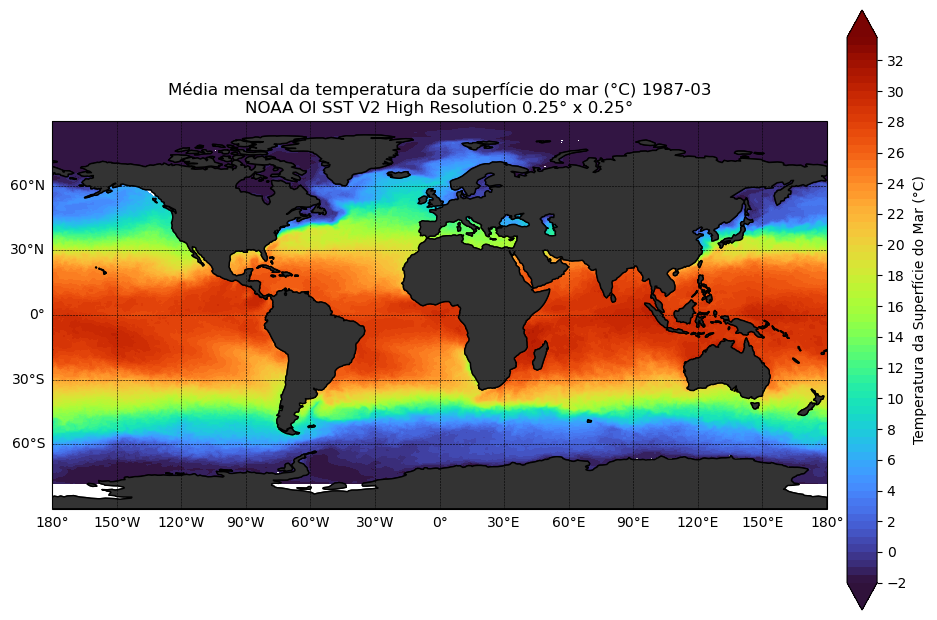 Média mensal da temperatura da superfície do mar (°C) 1987-03
NOAA OI SST V2 High Resolution 0.25° x 0.25°
60°N
30°N
0°
30°S
60°S
180° 150°W 120°W 90°W 60°W 30°W 0° 30°E 60°E 90°E 120°E 150°E 180°
32
30
28
26
24
22
20
18
16
14
12
10
8
6
4
2
0
−2
Temperatura da Superfície do Mar (°C)